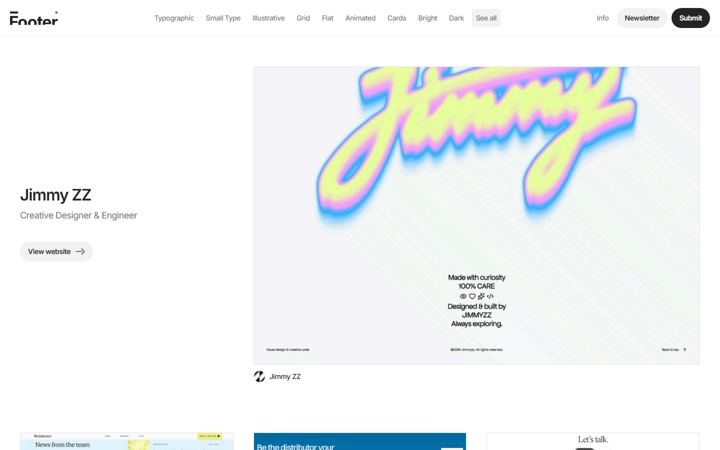 Footer
Typographic
Small Type
Illustrative
Grid
Flat
Animated
Cards
Bright
Dark
See all
Info
Newsletter
Submit
Jimmy ZZ
Creative Designer & Engineer
View website
Jimmy
Made with curiosity
100% CARE
Designed & built by
JIMMYZZ
Always exploring.
Visual design & creative code
Back to top
Jimmy ZZ
News from the team
Be the distributor your
Let's talk.